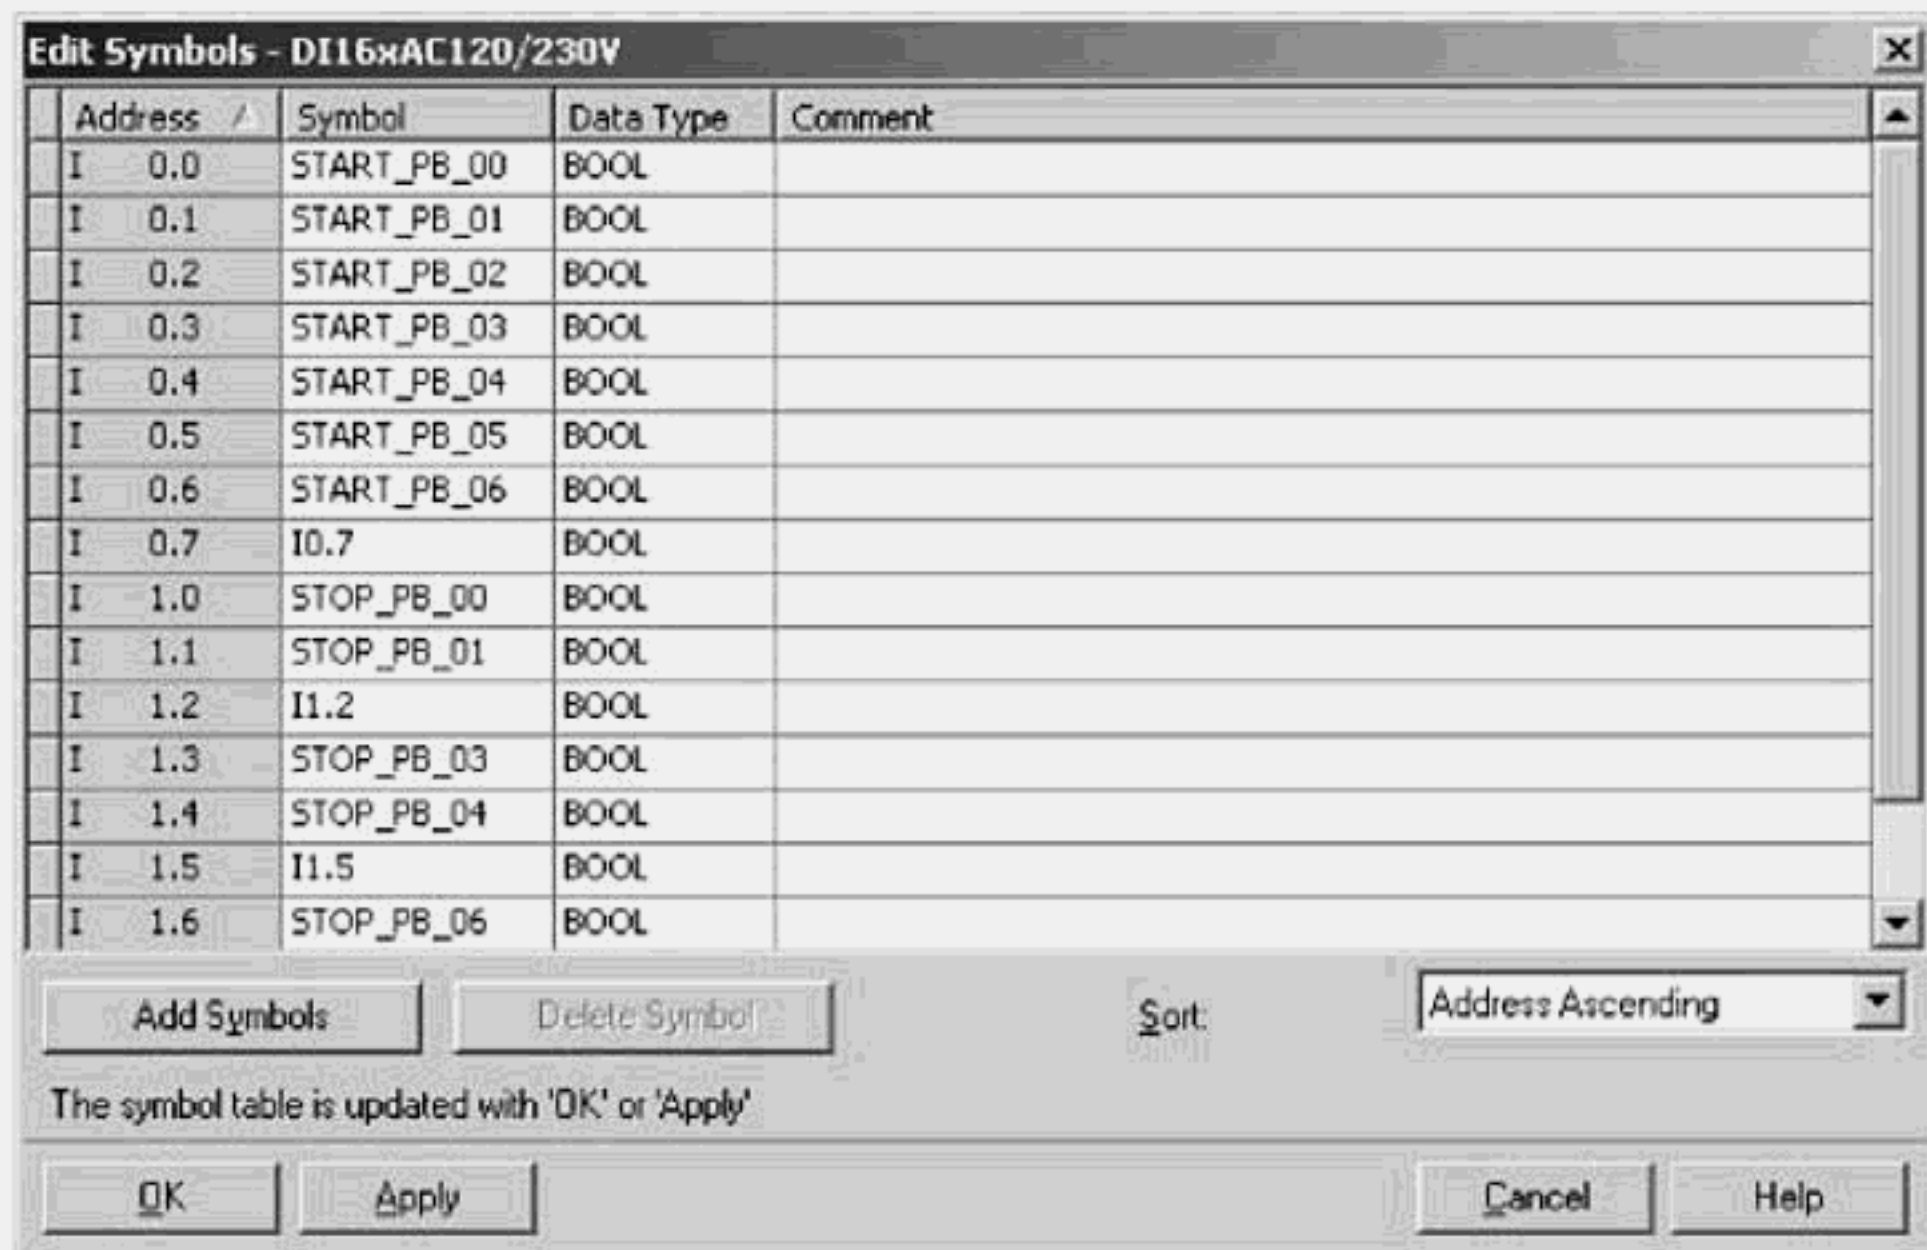 Edit Symbols - DI16xAC120/230V
Address Symbol Data Type Comment
I 0.0 START_PB_00 BOOL
I 0.1 START_PB_01 BOOL
I 0.2 START_PB_02 BOOL
I 0.3 START_PB_03 BOOL
I 0.4 START_PB_04 BOOL
I 0.5 START_PB_05 BOOL
I 0.6 START_PB_06 BOOL
I 0.7 I0.7 BOOL
I 1.0 STOP_PB_00 BOOL
I 1.1 STOP_PB_01 BOOL
I 1.2 I1.2 BOOL
I 1.3 STOP_PB_03 BOOL
I 1.4 STOP_PB_04 BOOL
I 1.5 I1.5 BOOL
I 1.6 STOP_PB_06 BOOL
Add Symbols Delete Symbol Sort: Address Ascending
The symbol table is updated with 'OK' or 'Apply'
OK Apply Cancel Help